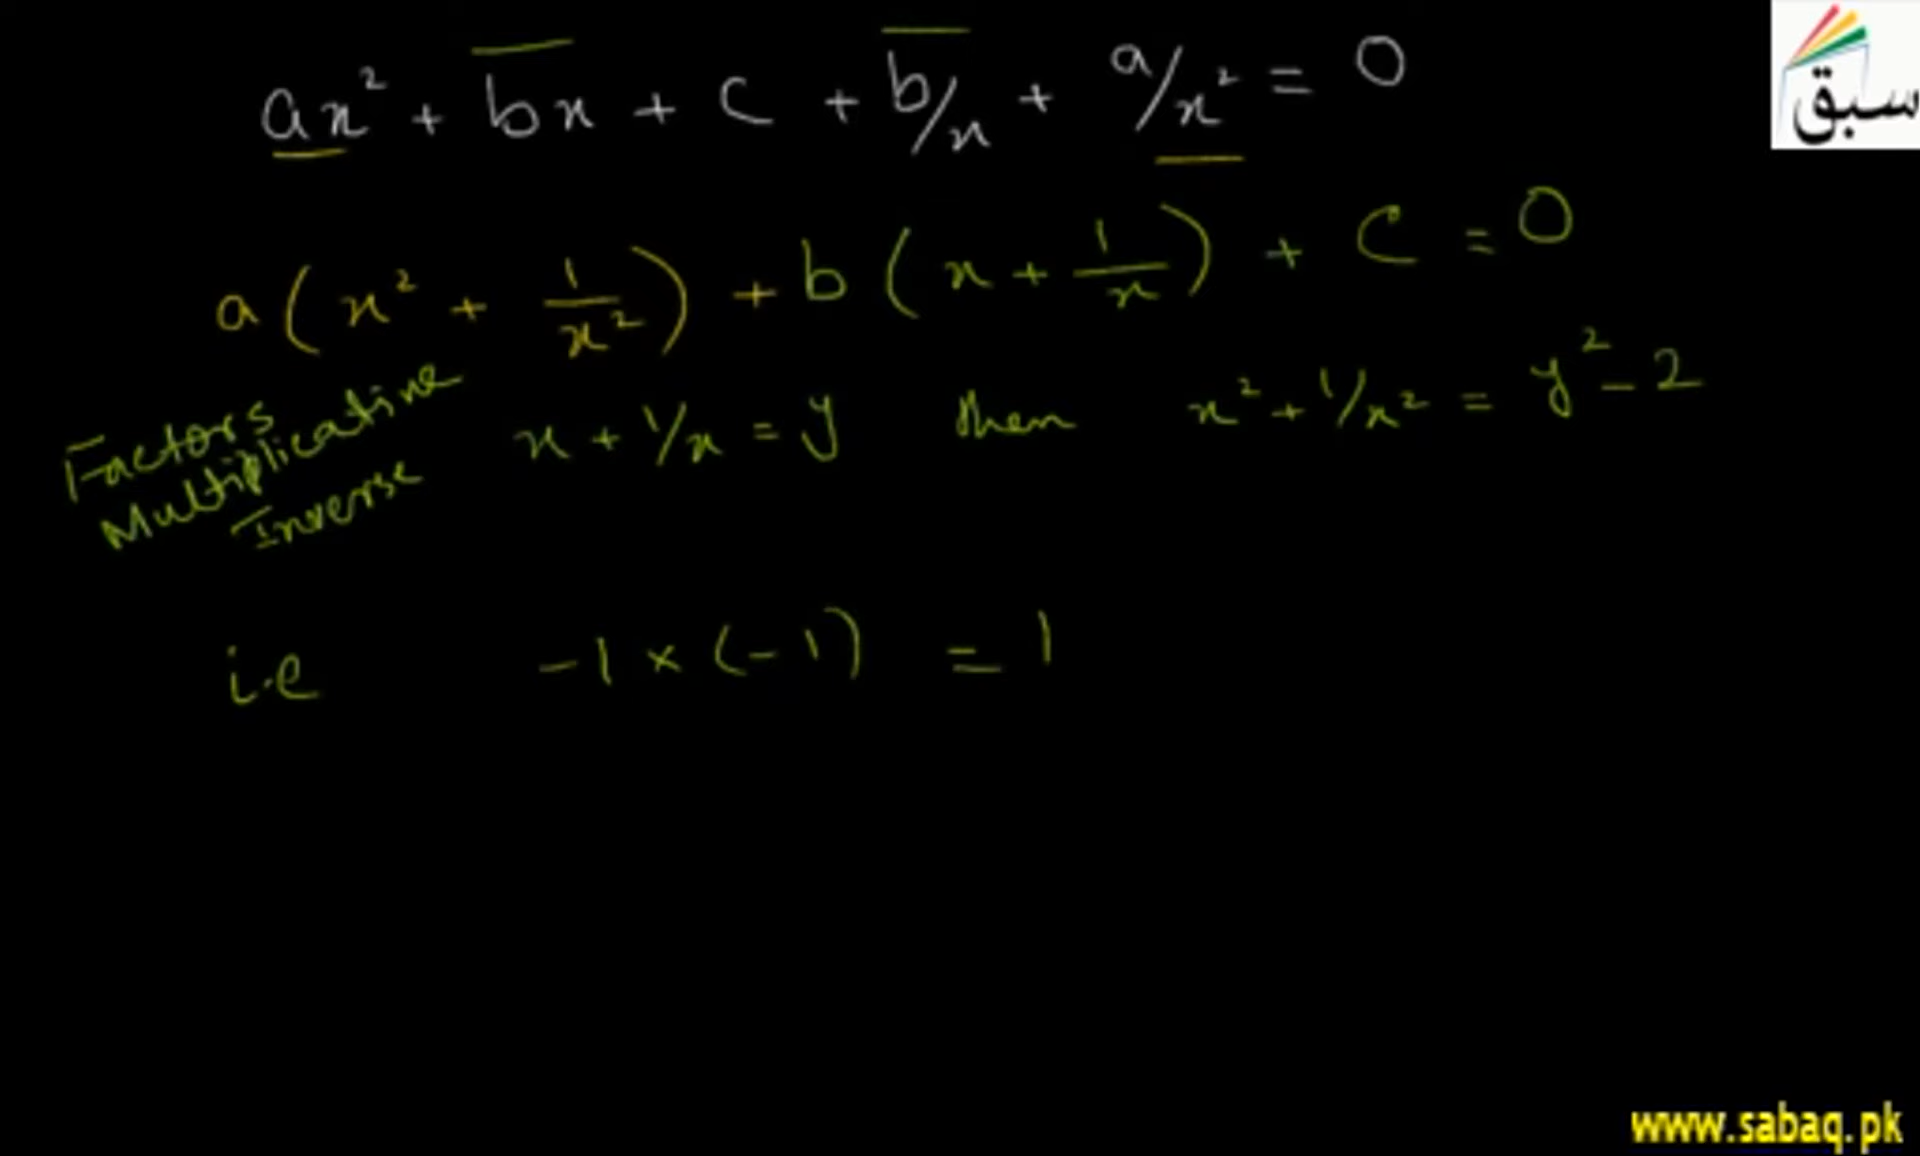 ax² + bx + c + b/x + a/x² = 0
سبق
a(x² + 1/x²) + b(x + 1/x) + c = 0
Factors
Multiplicative
Inverse
x + 1/x = y then x² + 1/x² = y² - 2
i.e -1 × (-1) = 1
www.sabaq.pk